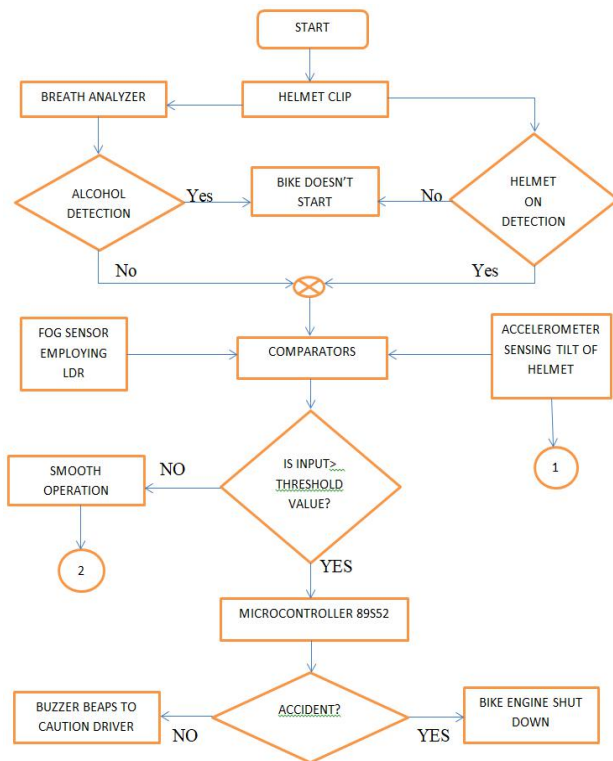 START
BREATH ANALYZER
HELMET CLIP
ALCOHOL
DETECTION
Yes
BIKE DOESN'T
START
No
HELMET
ON
DETECTION
No
Yes
FOG SENSOR
EMPLOYING
LDR
COMPARATORS
ACCELEROMETER
SENSING TILT OF
HELMET
SMOOTH
OPERATION
NO
IS INPUT>
THRESHOLD
VALUE?
1
2
YES
MICROCONTROLLER 89S52
BUZZER BEAPS TO
CAUTION DRIVER
NO
ACCIDENT?
YES
BIKE ENGINE SHUT
DOWN